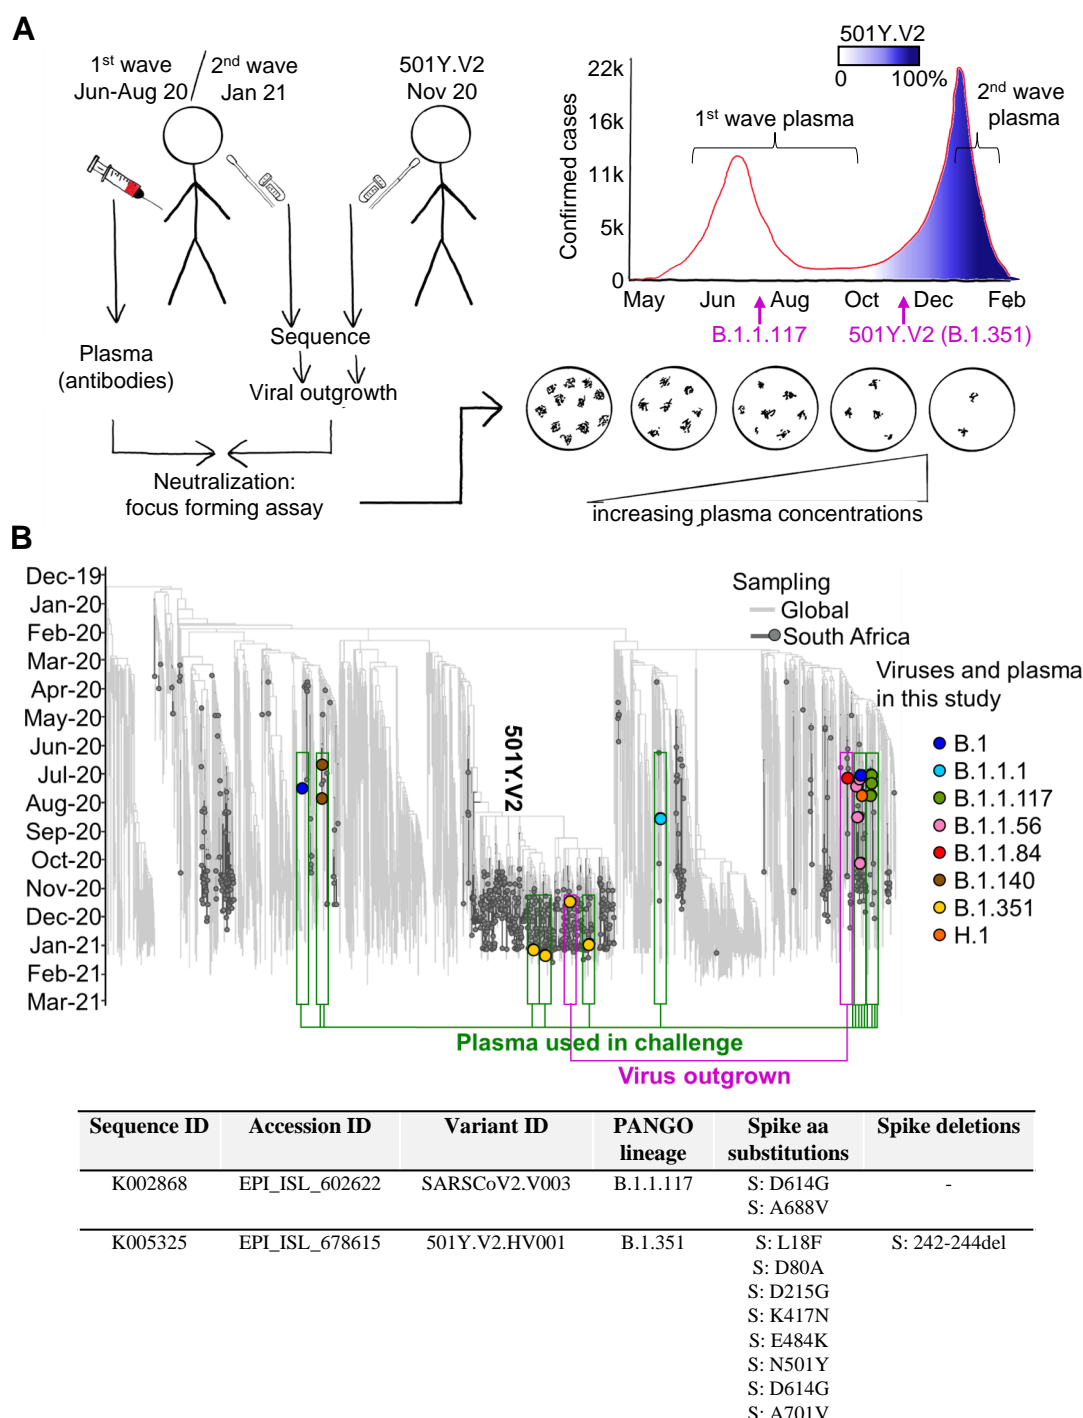 A
1st wave
Jun-Aug 20
2nd wave
Jan 21
501Y.V2
Nov 20
Plasma
(antibodies)
Sequence
Viral outgrowth
Neutralization:
focus forming assay
501Y.V2
0 100%
Confirmed cases
22k
16k
11k
5k
0
1st wave plasma
2nd wave
plasma
May Jun Aug Oct Dec Feb
B.1.1.117 501Y.V2 (B.1.351)
increasing plasma concentrations
B
Dec-19
Jan-20
Feb-20
Mar-20
Apr-20
May-20
Jun-20
Jul-20
Aug-20
Sep-20
Oct-20
Nov-20
Dec-20
Jan-21
Feb-21
Mar-21
501Y.V2
Sampling
Global
South Africa
Viruses and plasma
in this study
B.1
B.1.1.1
B.1.1.117
B.1.1.56
B.1.1.84
B.1.140
B.1.351
H.1
Plasma used in challenge
Virus outgrown
Sequence ID Accession ID Variant ID PANGO lineage Spike aa substitutions Spike deletions
K002868 EPI_ISL_602622 SARSCoV2.V003 B.1.1.117 S: D614G -
S: A688V
K005325 EPI_ISL_678615 501Y.V2.HV001 B.1.351 S: L18F S: 242-244del
S: D80A
S: D215G
S: K417N
S: E484K
S: N501Y
S: D614G
S: A701V